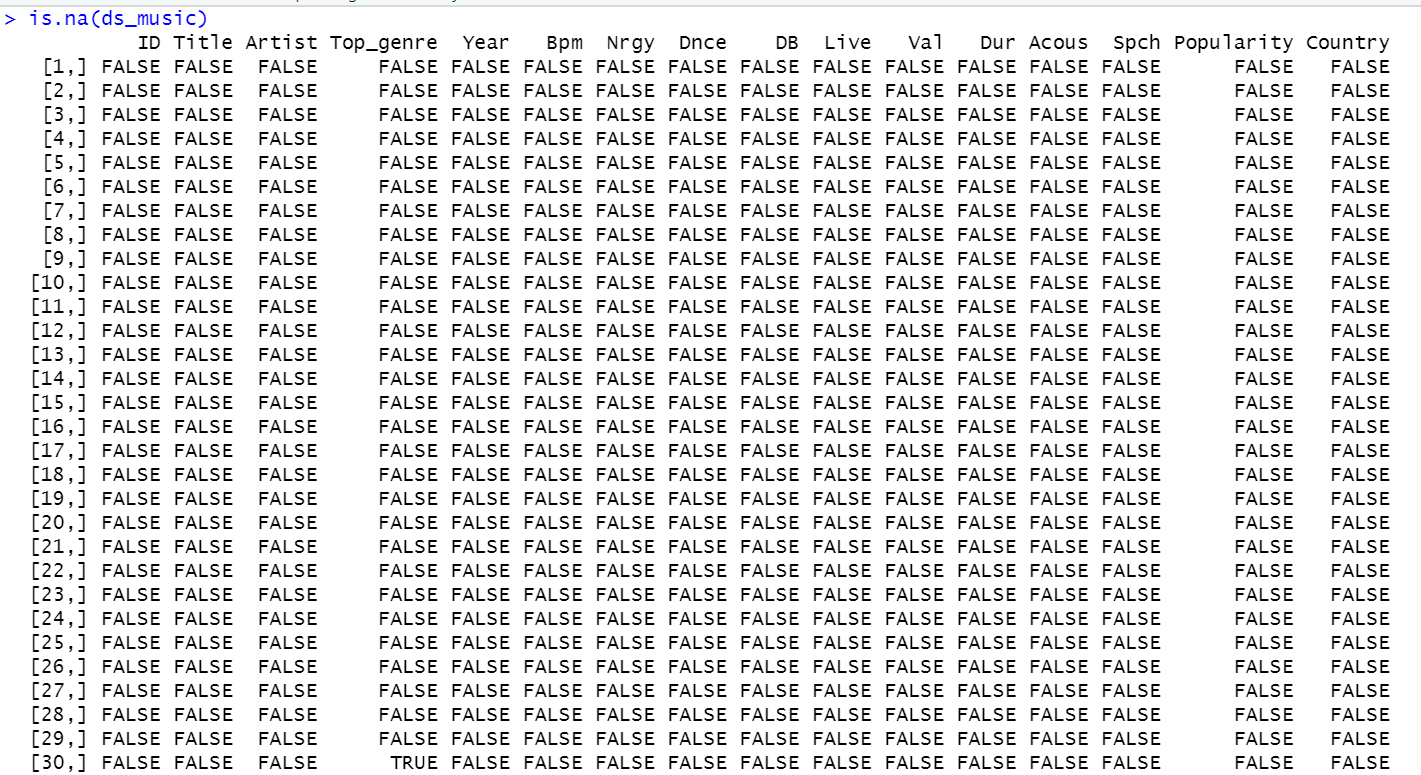 > is.na(ds_music)
ID Title Artist Top_genre Year Bpm Nrgy Dnce DB Live Val Dur Acous Spch Popularity Country
[1,] FALSE FALSE FALSE FALSE FALSE FALSE FALSE FALSE FALSE FALSE FALSE FALSE FALSE FALSE FALSE FALSE
[2,] FALSE FALSE FALSE FALSE FALSE FALSE FALSE FALSE FALSE FALSE FALSE FALSE FALSE FALSE FALSE FALSE
[3,] FALSE FALSE FALSE FALSE FALSE FALSE FALSE FALSE FALSE FALSE FALSE FALSE FALSE FALSE FALSE FALSE
[4,] FALSE FALSE FALSE FALSE FALSE FALSE FALSE FALSE FALSE FALSE FALSE FALSE FALSE FALSE FALSE FALSE
[5,] FALSE FALSE FALSE FALSE FALSE FALSE FALSE FALSE FALSE FALSE FALSE FALSE FALSE FALSE FALSE FALSE
[6,] FALSE FALSE FALSE FALSE FALSE FALSE FALSE FALSE FALSE FALSE FALSE FALSE FALSE FALSE FALSE FALSE
[7,] FALSE FALSE FALSE FALSE FALSE FALSE FALSE FALSE FALSE FALSE FALSE FALSE FALSE FALSE FALSE FALSE
[8,] FALSE FALSE FALSE FALSE FALSE FALSE FALSE FALSE FALSE FALSE FALSE FALSE FALSE FALSE FALSE FALSE
[9,] FALSE FALSE FALSE FALSE FALSE FALSE FALSE FALSE FALSE FALSE FALSE FALSE FALSE FALSE FALSE FALSE
[10,] FALSE FALSE FALSE FALSE FALSE FALSE FALSE FALSE FALSE FALSE FALSE FALSE FALSE FALSE FALSE FALSE
[11,] FALSE FALSE FALSE FALSE FALSE FALSE FALSE FALSE FALSE FALSE FALSE FALSE FALSE FALSE FALSE FALSE
[12,] FALSE FALSE FALSE FALSE FALSE FALSE FALSE FALSE FALSE FALSE FALSE FALSE FALSE FALSE FALSE FALSE
[13,] FALSE FALSE FALSE FALSE FALSE FALSE FALSE FALSE FALSE FALSE FALSE FALSE FALSE FALSE FALSE FALSE
[14,] FALSE FALSE FALSE FALSE FALSE FALSE FALSE FALSE FALSE FALSE FALSE FALSE FALSE FALSE FALSE FALSE
[15,] FALSE FALSE FALSE FALSE FALSE FALSE FALSE FALSE FALSE FALSE FALSE FALSE FALSE FALSE FALSE FALSE
[16,] FALSE FALSE FALSE FALSE FALSE FALSE FALSE FALSE FALSE FALSE FALSE FALSE FALSE FALSE FALSE FALSE
[17,] FALSE FALSE FALSE FALSE FALSE FALSE FALSE FALSE FALSE FALSE FALSE FALSE FALSE FALSE FALSE FALSE
[18,] FALSE FALSE FALSE FALSE FALSE FALSE FALSE FALSE FALSE FALSE FALSE FALSE FALSE FALSE FALSE FALSE
[19,] FALSE FALSE FALSE FALSE FALSE FALSE FALSE FALSE FALSE FALSE FALSE FALSE FALSE FALSE FALSE FALSE
[20,] FALSE FALSE FALSE FALSE FALSE FALSE FALSE FALSE FALSE FALSE FALSE FALSE FALSE FALSE FALSE FALSE
[21,] FALSE FALSE FALSE FALSE FALSE FALSE FALSE FALSE FALSE FALSE FALSE FALSE FALSE FALSE FALSE FALSE
[22,] FALSE FALSE FALSE FALSE FALSE FALSE FALSE FALSE FALSE FALSE FALSE FALSE FALSE FALSE FALSE FALSE
[23,] FALSE FALSE FALSE FALSE FALSE FALSE FALSE FALSE FALSE FALSE FALSE FALSE FALSE FALSE FALSE FALSE
[24,] FALSE FALSE FALSE FALSE FALSE FALSE FALSE FALSE FALSE FALSE FALSE FALSE FALSE FALSE FALSE FALSE
[25,] FALSE FALSE FALSE FALSE FALSE FALSE FALSE FALSE FALSE FALSE FALSE FALSE FALSE FALSE FALSE FALSE
[26,] FALSE FALSE FALSE FALSE FALSE FALSE FALSE FALSE FALSE FALSE FALSE FALSE FALSE FALSE FALSE FALSE
[27,] FALSE FALSE FALSE FALSE FALSE FALSE FALSE FALSE FALSE FALSE FALSE FALSE FALSE FALSE FALSE FALSE
[28,] FALSE FALSE FALSE FALSE FALSE FALSE FALSE FALSE FALSE FALSE FALSE FALSE FALSE FALSE FALSE FALSE
[29,] FALSE FALSE FALSE FALSE FALSE FALSE FALSE FALSE FALSE FALSE FALSE FALSE FALSE FALSE FALSE FALSE
[30,] FALSE FALSE FALSE TRUE FALSE FALSE FALSE FALSE FALSE FALSE FALSE FALSE FALSE FALSE FALSE FALSE